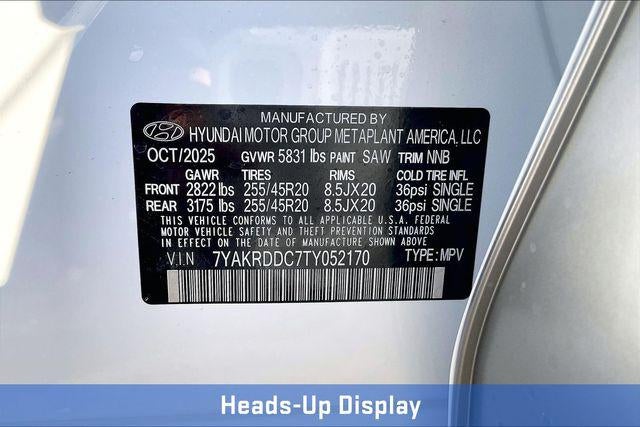 MANUFACTURED BY
HYUNDAI MOTOR GROUP METAPLANT AMERICA, LLC
OCT/2025 GVWR 5831 lbs PAINT SAW TRIM NNB
GAWR TIRES RIMS COLD TIRE INFL
FRONT 2822 lbs 255/45R20 8.5JX20 36psi SINGLE
REAR 3175 lbs 255/45R20 8.5JX20 36psi SINGLE
THIS VEHICLE CONFORMS TO ALL APPLICABLE U.S.A. FEDERAL
MOTOR VEHICLE SAFETY, BUMPER, AND THEFT PREVENTION
STANDARDS IN EFFECT ON THE DATE OF MANUFACTURE SHOWN ABOVE.
V.I.N 7YAKRDDC7TY052170 TYPE: MPV
Heads-Up Display